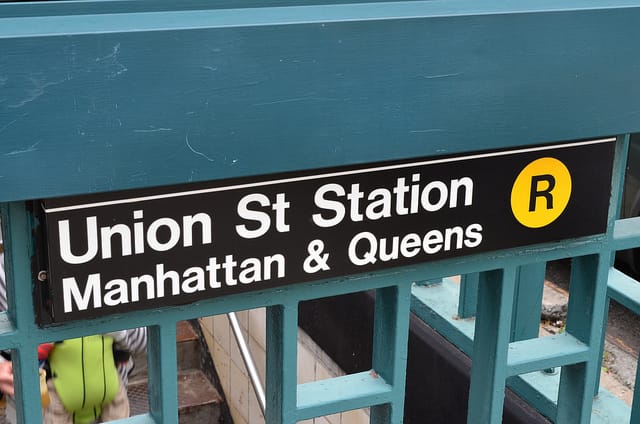 Union St Station R
Manhattan & Queens